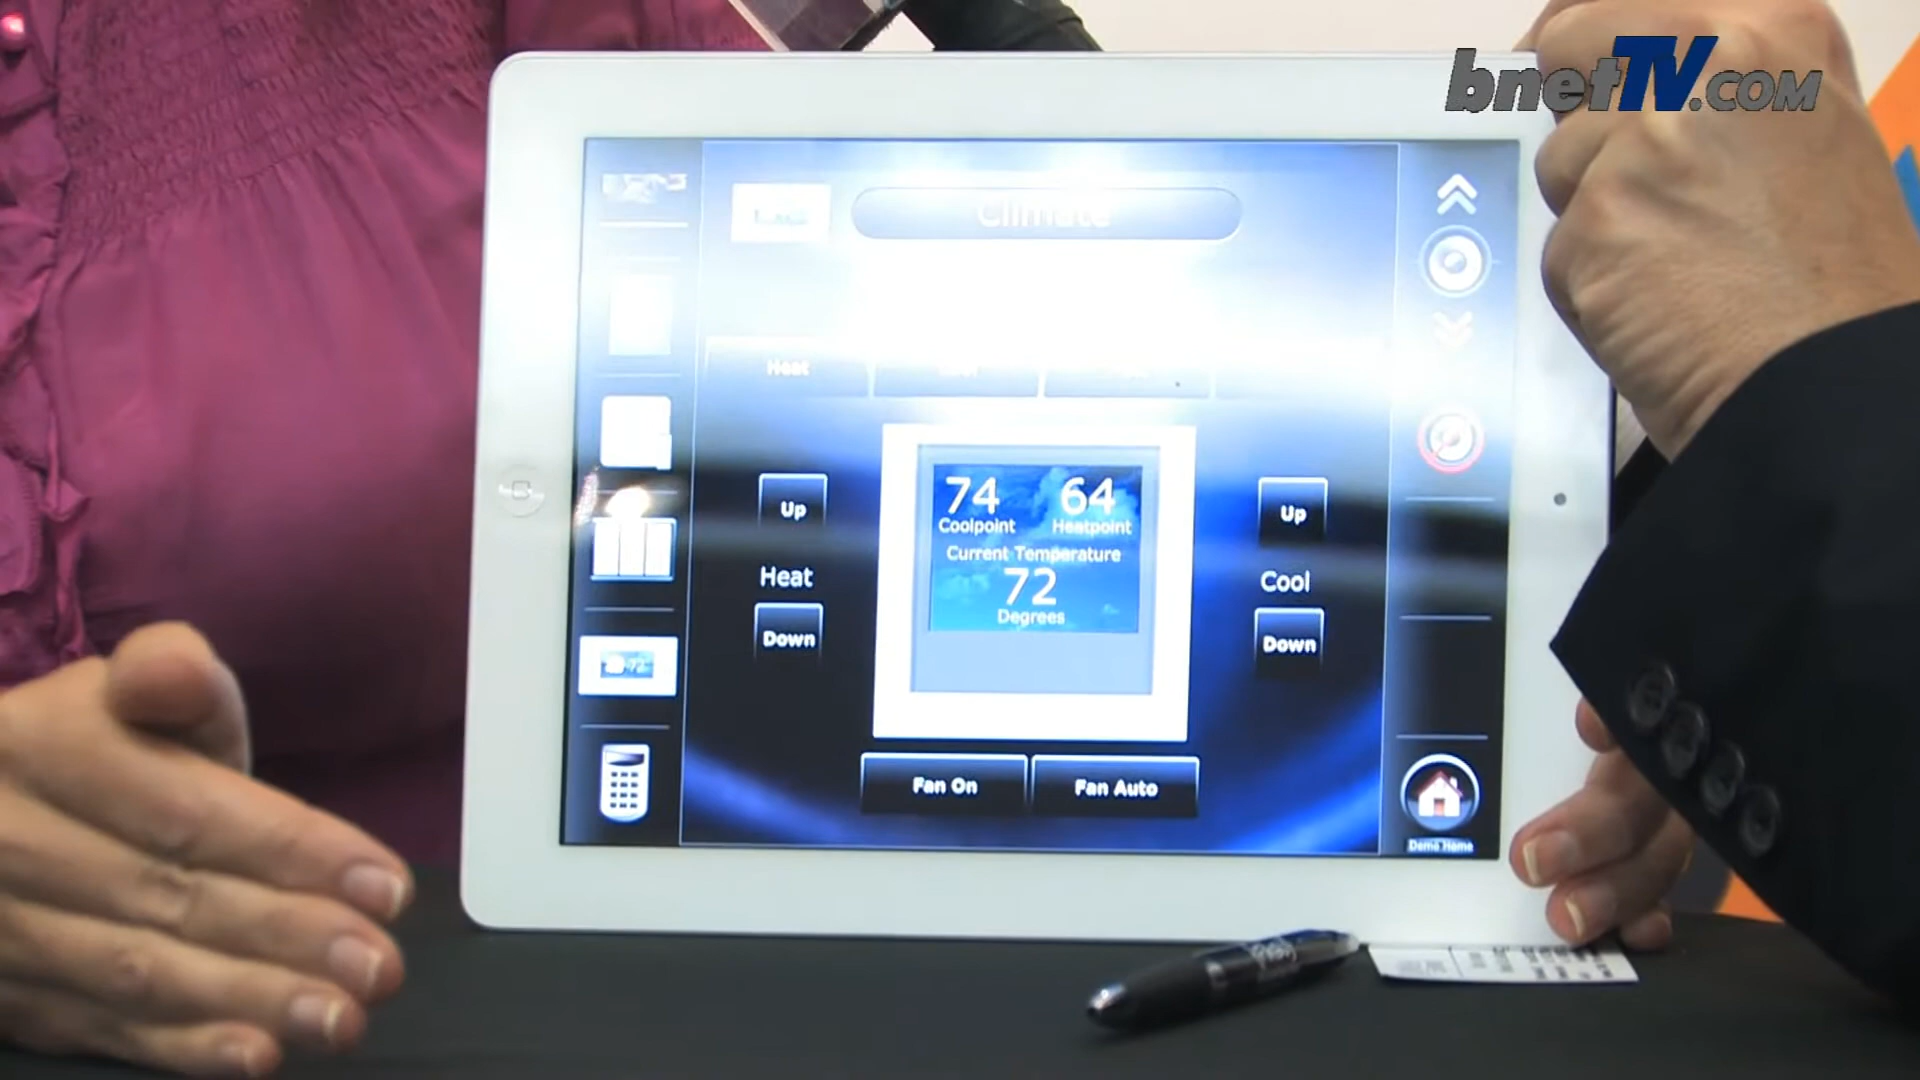 bnetTV.COM
Climate
Heat
74 64
Coolpoint Heatpoint
Current Temperature
72
Degrees
Up
Heat
Down
Up
Cool
Down
72
Fan On
Fan Auto
Demo Home